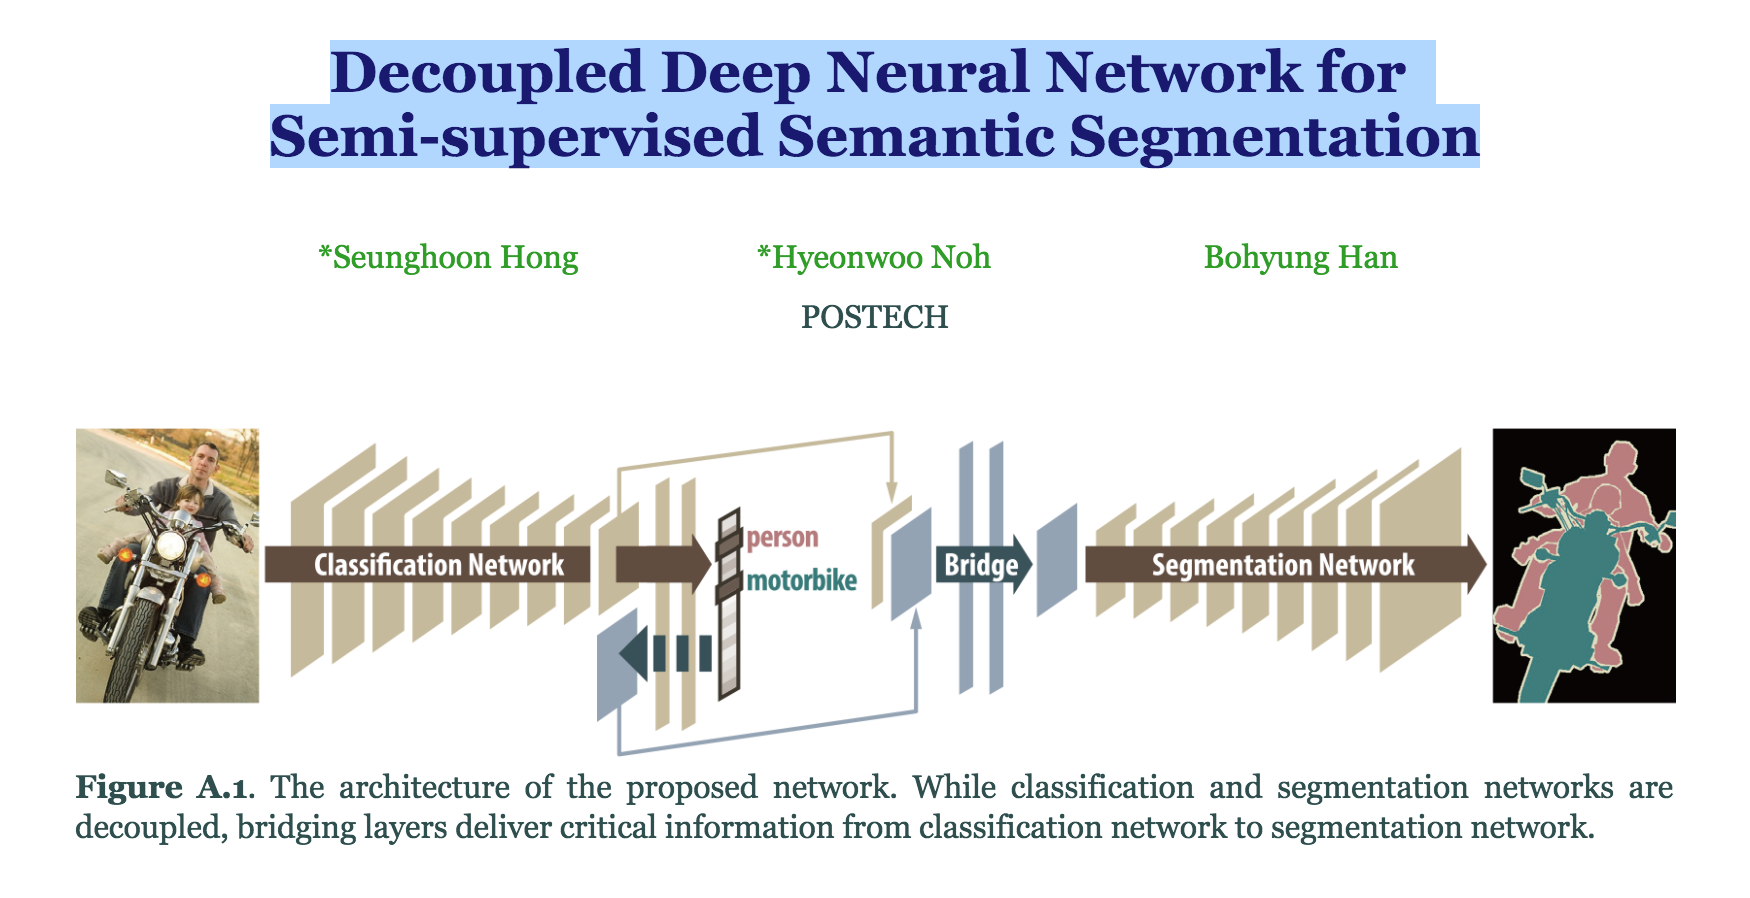 Decoupled Deep Neural Network for
Semi-supervised Semantic Segmentation
*Seunghoon Hong
*Hyeonwoo Noh
Bohyung Han
POSTECH
Classification Network
person
motorbike
Bridge
Segmentation Network
Figure A.1. The architecture of the proposed network. While classification and segmentation networks are
decoupled, bridging layers deliver critical information from classification network to segmentation network.